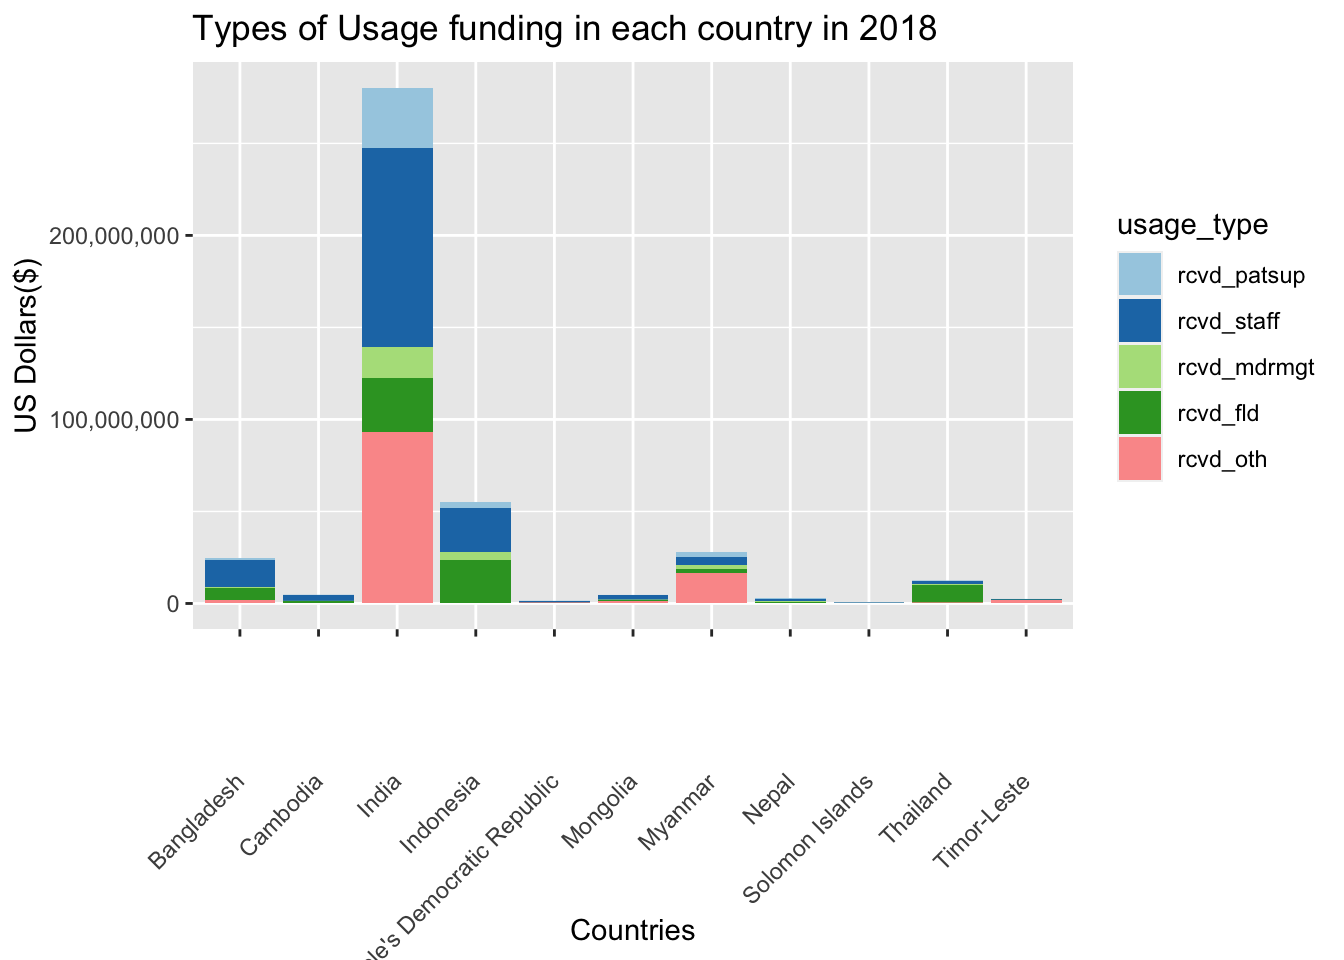 Types of Usage funding in each country in 2018
US Dollars($)
200,000,000
100,000,000
0
usage_type
rcvd_patsup
rcvd_staff
rcvd_mdrmgt
rcvd_fld
rcvd_oth
Bangladesh
Cambodia
India
Indonesia
le's Democratic Republic
Mongolia
Myanmar
Nepal
Solomon Islands
Thailand
Timor-Leste
Countries